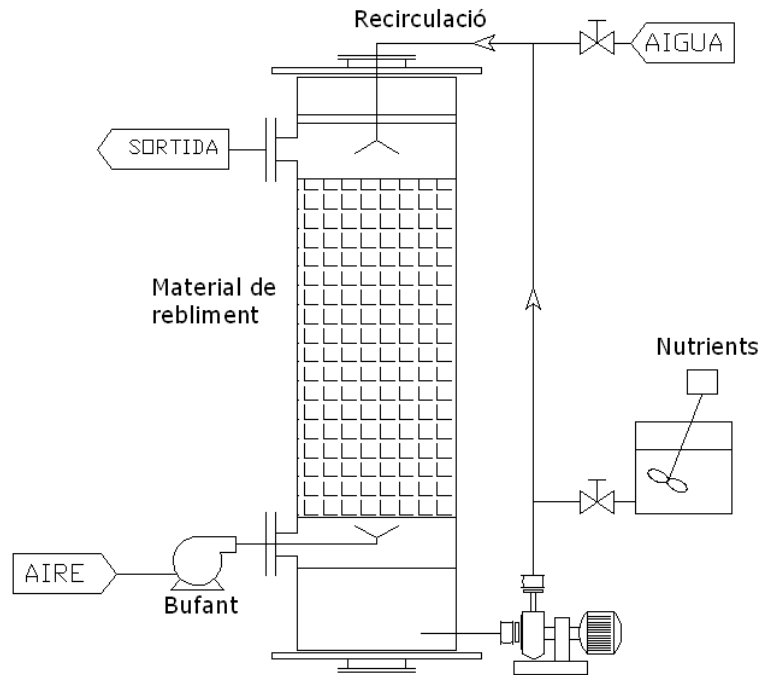 Recirculació
AIGUA
SORTIDA
Material de
rebliment
Nutrients
AIRE
Bufant